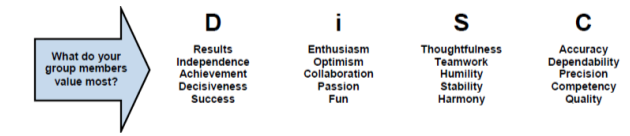 What do your
group members
value most?
D
Results
Independence
Achievement
Decisiveness
Success
i
Enthusiasm
Optimism
Collaboration
Passion
Fun
S
Thoughtfulness
Teamwork
Humility
Stability
Harmony
C
Accuracy
Dependability
Precision
Competency
Quality